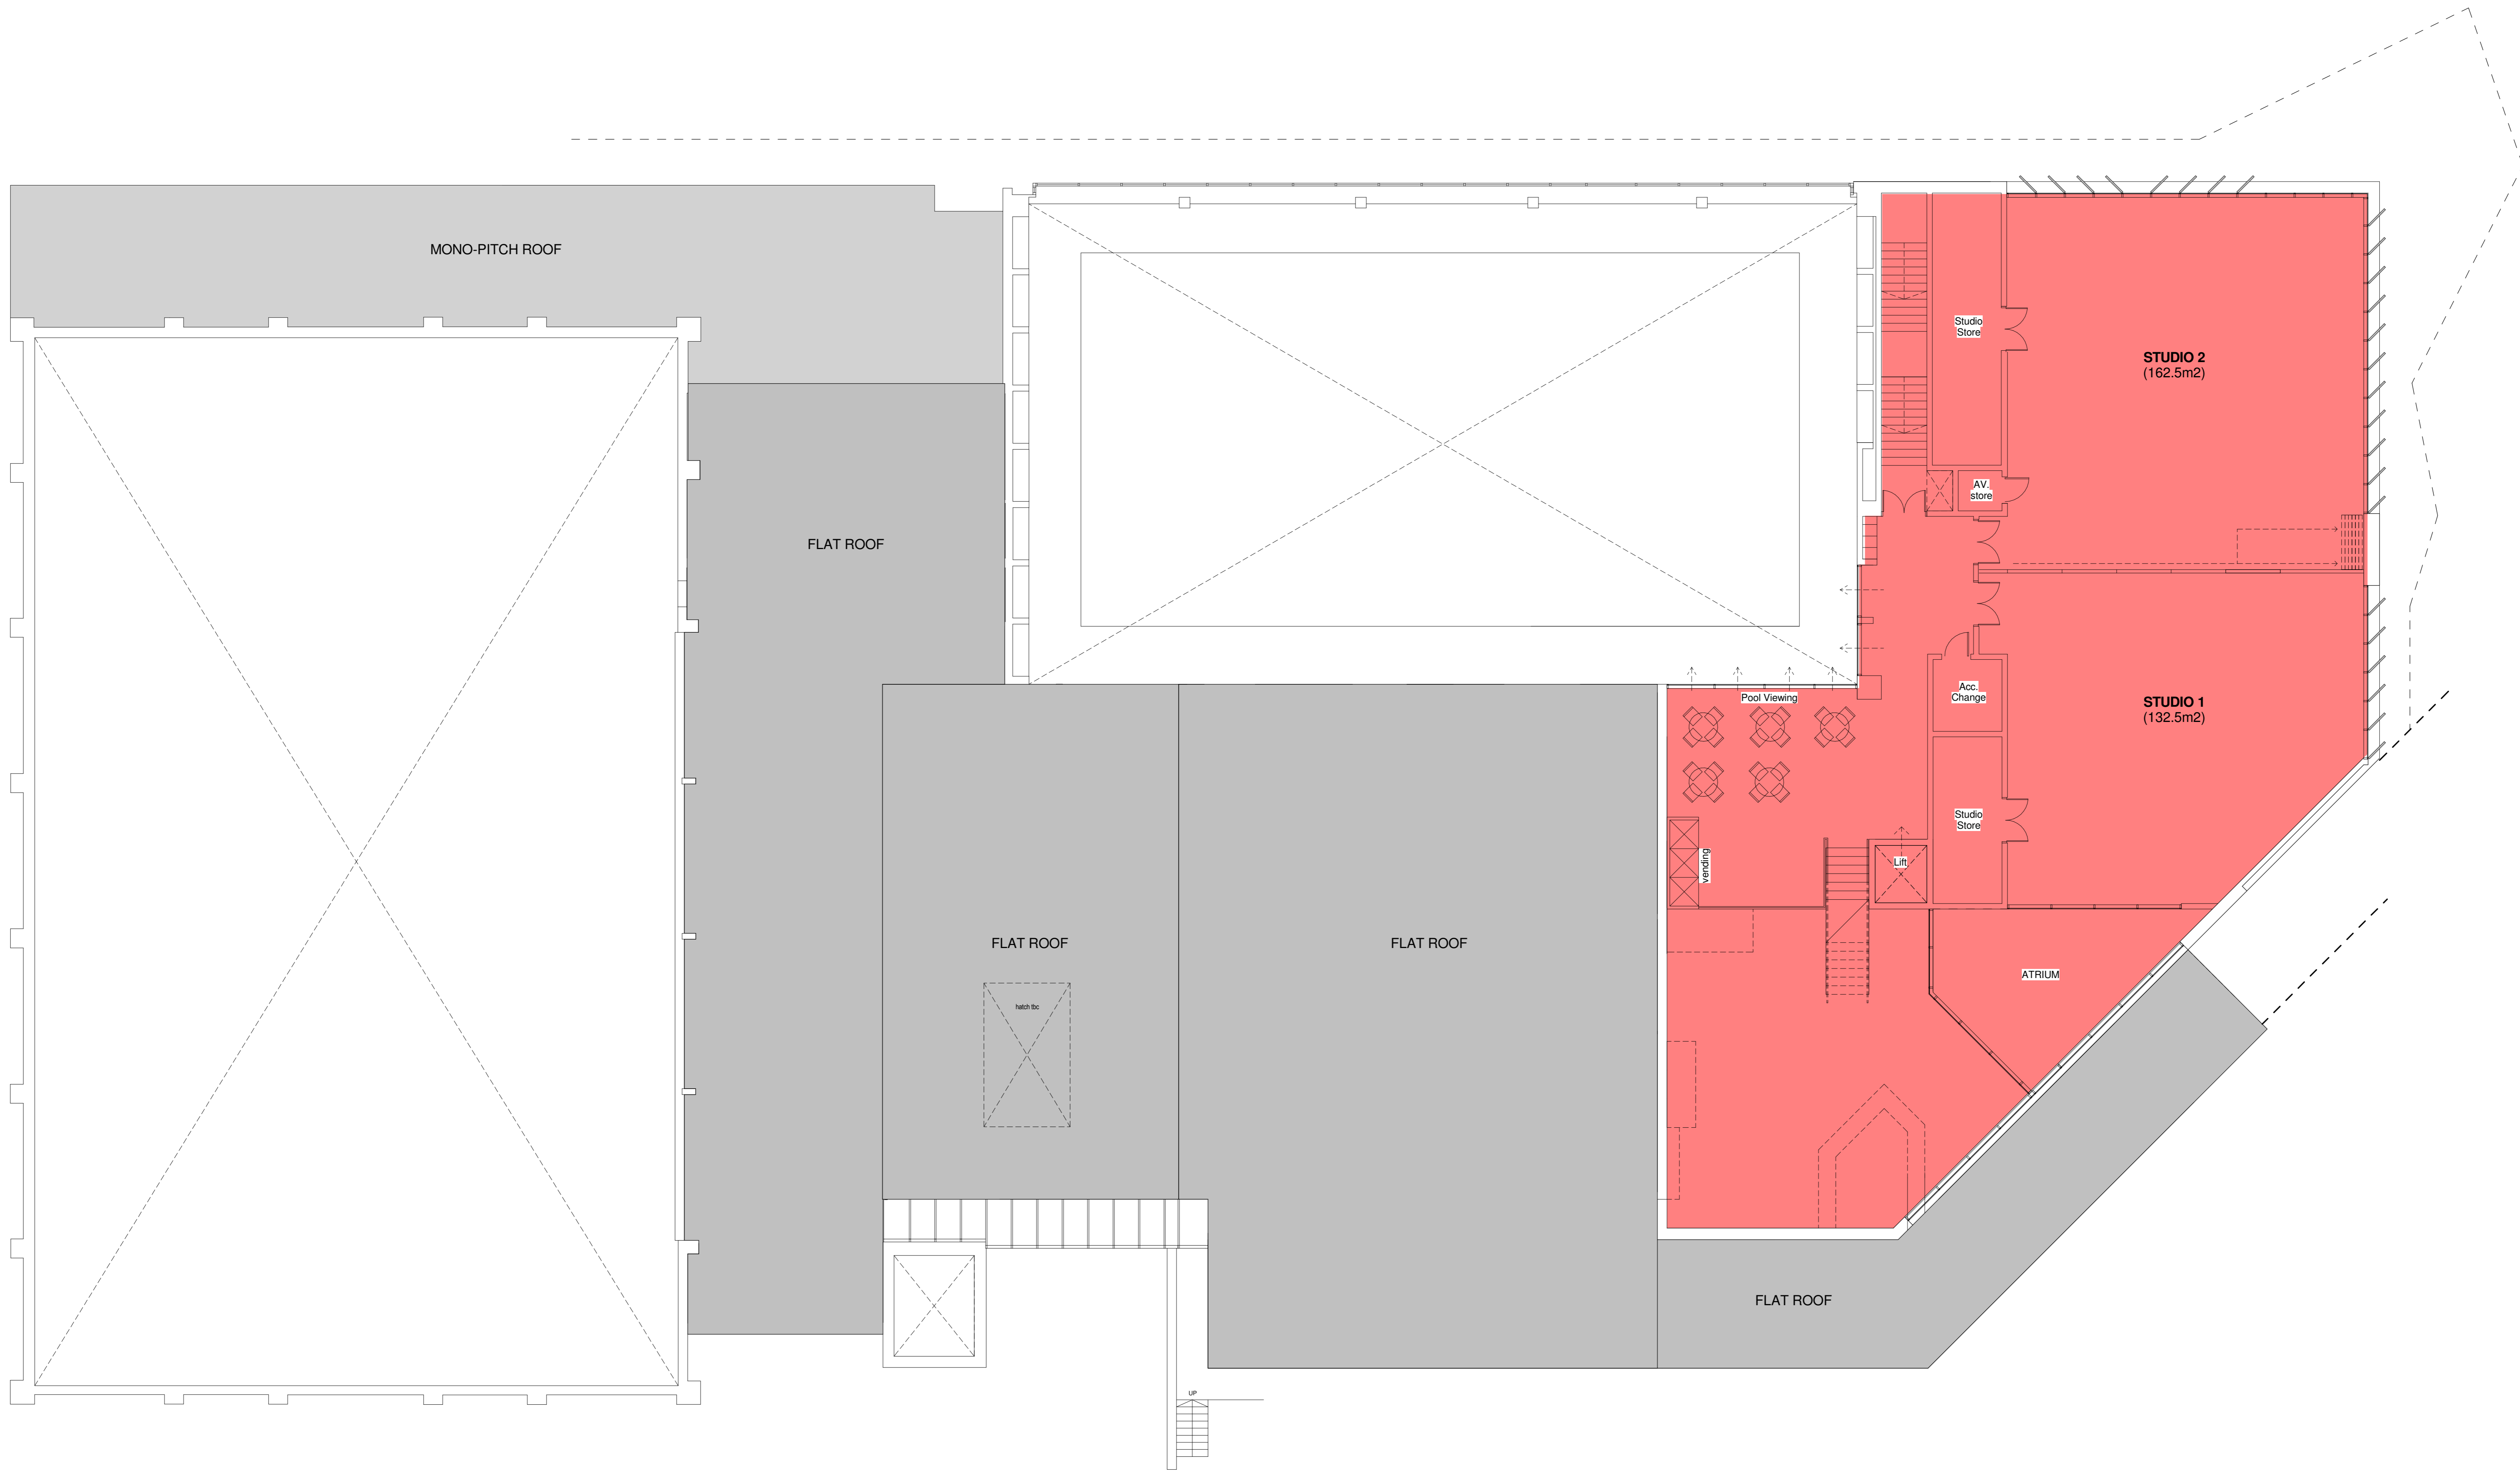 MONO-PITCH ROOF
Studio
Store
STUDIO 2
(162.5m2)
AV.
store
FLAT ROOF
Acc.
Change
Pool Viewing
STUDIO 1
(132.5m2)
Studio
Store
vending
Lift
FLAT ROOF
FLAT ROOF
ATRIUM
hatch tbc
FLAT ROOF
UP